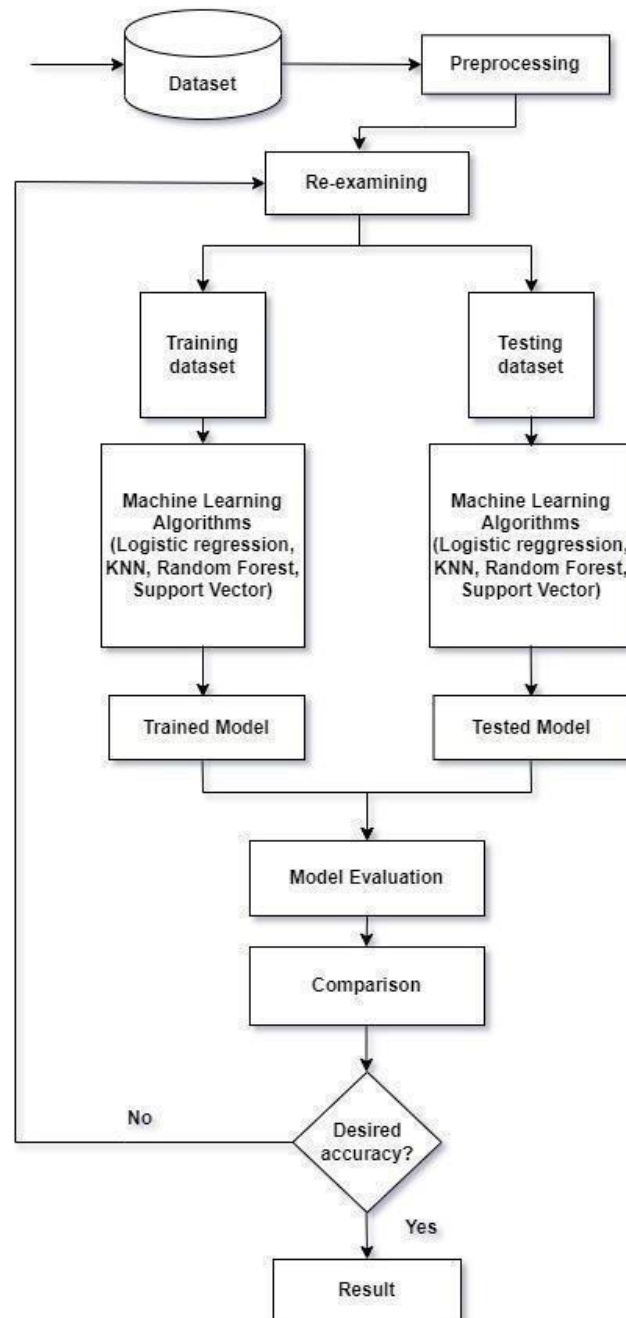 Dataset
Preprocessing
Re-examining
Training
dataset
Testing
dataset
Machine Learning
Algorithms
(Logistic regression,
KNN, Random Forest,
Support Vector)
Machine Learning
Algorithms
(Logistic reggression,
KNN, Random Forest,
Support Vector)
Trained Model
Tested Model
Model Evaluation
Comparison
Desired
accuracy?
No
Yes
Result